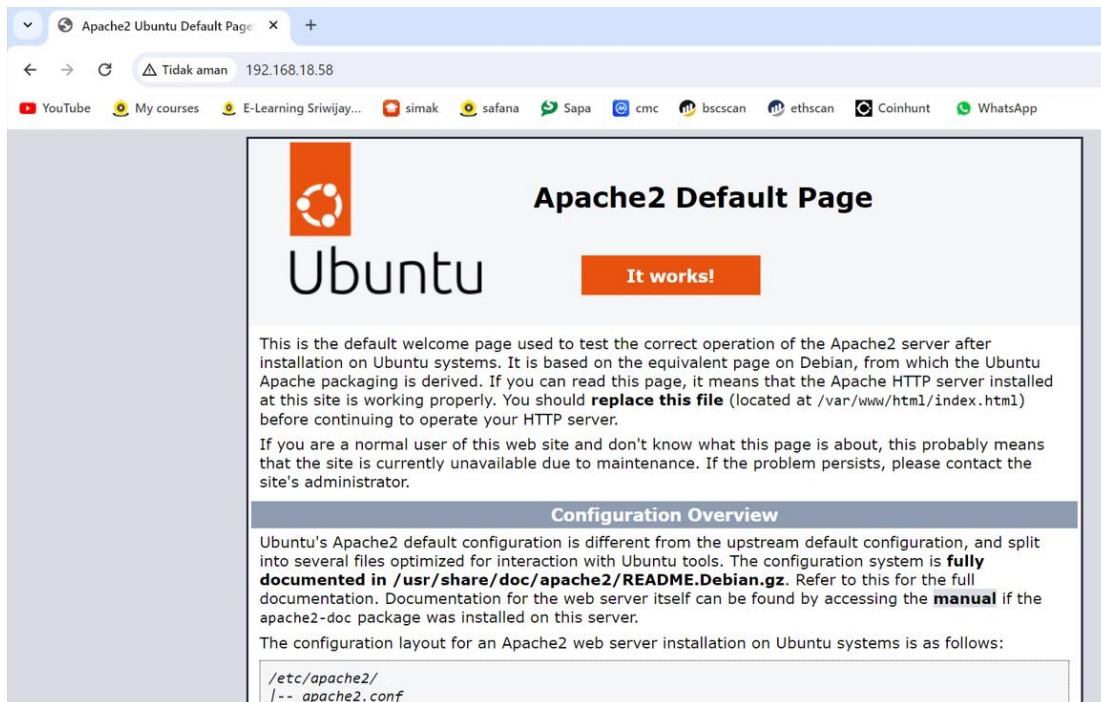 Apache2 Ubuntu Default Page
Tidak aman
192.168.18.58
YouTube My courses E-Learning Sriwijay... simak safana Sapa cmc bscscan ethscan Coinhunt WhatsApp
Apache2 Default Page
Ubuntu
It works!
This is the default welcome page used to test the correct operation of the Apache2 server after
installation on Ubuntu systems. It is based on the equivalent page on Debian, from which the Ubuntu
Apache packaging is derived. If you can read this page, it means that the Apache HTTP server installed
at this site is working properly. You should replace this file (located at /var/www/html/index.html)
before continuing to operate your HTTP server.
If you are a normal user of this web site and don't know what this page is about, this probably means
that the site is currently unavailable due to maintenance. If the problem persists, please contact the
site's administrator.
Configuration Overview
Ubuntu's Apache2 default configuration is different from the upstream default configuration, and split
into several files optimized for interaction with Ubuntu tools. The configuration system is fully
documented in /usr/share/doc/apache2/README.Debian.gz. Refer to this for the full
documentation. Documentation for the web server itself can be found by accessing the manual if the
apache2-doc package was installed on this server.
The configuration layout for an Apache2 web server installation on Ubuntu systems is as follows:
/etc/apache2/
|-- apache2.conf